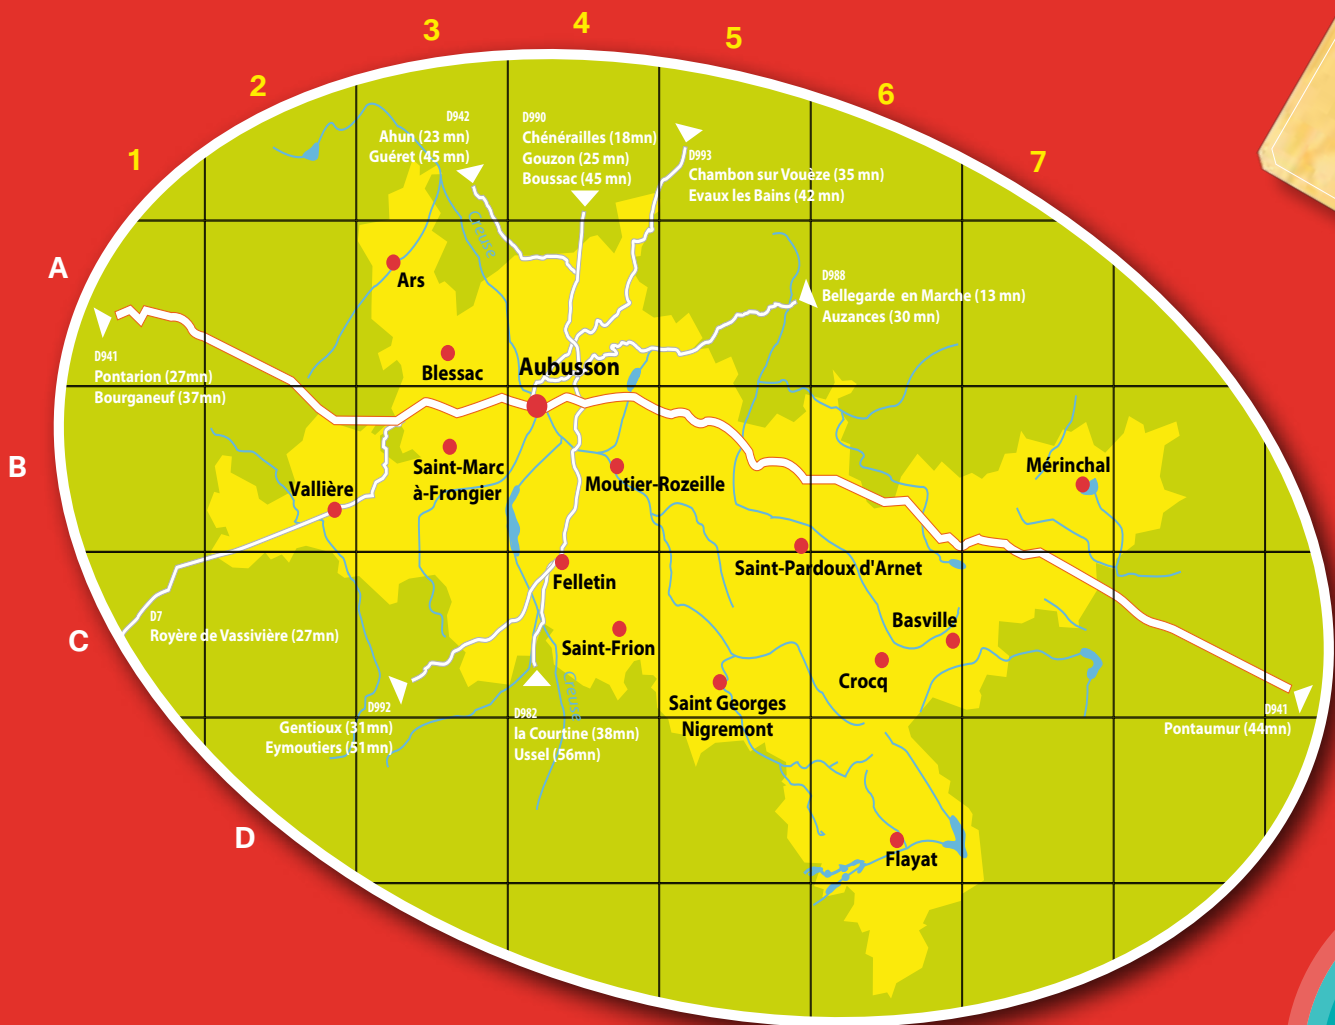 1
2
3
4
5
6
7
A
B
C
D
D942
Ahun (23 mn)
Guéret (45 mn)
D990
Chénérailles (18mn)
Gouzon (25 mn)
Boussac (45 mn)
D993
Chambon sur Vouèze (35 mn)
Evaux les Bains (42 mn)
Creuse
Ars
D988
Bellegarde en Marche (13 mn)
Auzances (30 mn)
D941
Pontarion (27mn)
Bourganeuf (37mn)
Blessac
Aubusson
Saint-Marc
à-Frongier
Vallière
Moutier-Rozeille
Mérinchal
Saint-Pardoux d'Arnet
Felletin
D7
Royère de Vassivière (27mn)
Saint-Frion
Basville
Crocq
Creuse
Saint Georges
Nigremont
D992
Gentioux (31mn)
Eymoutiers (51mn)
D982
la Courtine (38mn)
Ussel (56mn)
D941
Pontaumur (44mn)
Flayat